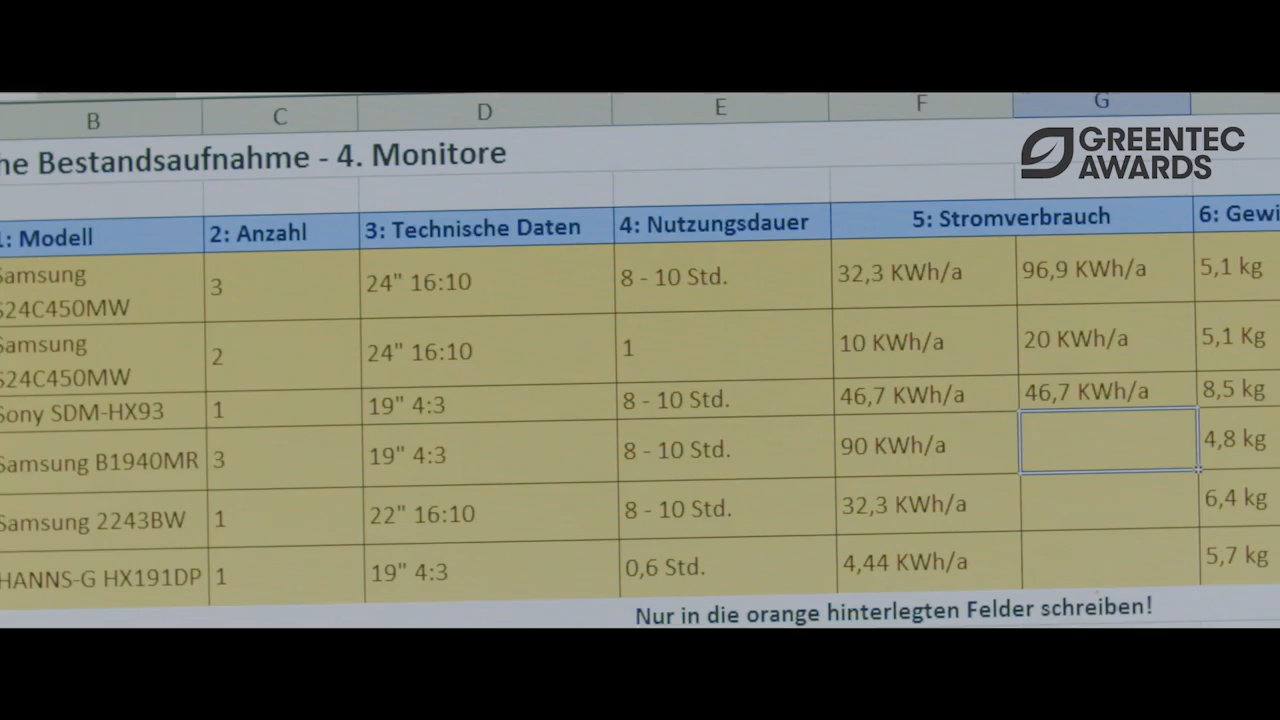 B C D E F G
he Bestandsaufnahme - 4. Monitore
GREENTEC
AWARDS
1: Modell 2: Anzahl 3: Technische Daten 4: Nutzungsdauer 5: Stromverbrauch 6: Gewi
Samsung
S24C450MW 3 24" 16:10 8 - 10 Std. 32,3 KWh/a 96,9 KWh/a 5,1 kg
Samsung
S24C450MW 2 24" 16:10 1 10 KWh/a 20 KWh/a 5,1 Kg
Sony SDM-HX93 1 19" 4:3 8 - 10 Std. 46,7 KWh/a 46,7 KWh/a 8,5 kg
Samsung B1940MR 3 19" 4:3 8 - 10 Std. 90 KWh/a 4,8 kg
Samsung 2243BW 1 22" 16:10 8 - 10 Std. 32,3 KWh/a 6,4 kg
HANNS-G HX191DP 1 19" 4:3 0,6 Std. 4,44 KWh/a 5,7 kg
Nur in die orange hinterlegten Felder schreiben!